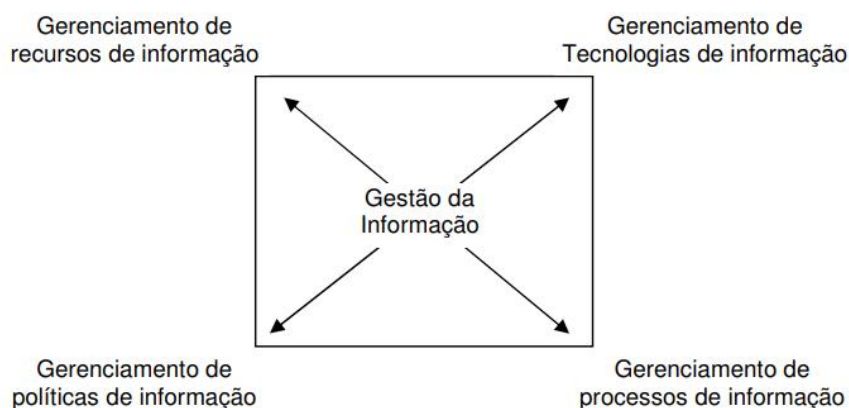 Gerenciamento de
recursos de informação
Gerenciamento de
Tecnologias de informação
Gestão da
Informação
Gerenciamento de
políticas de informação
Gerenciamento de
processos de informação